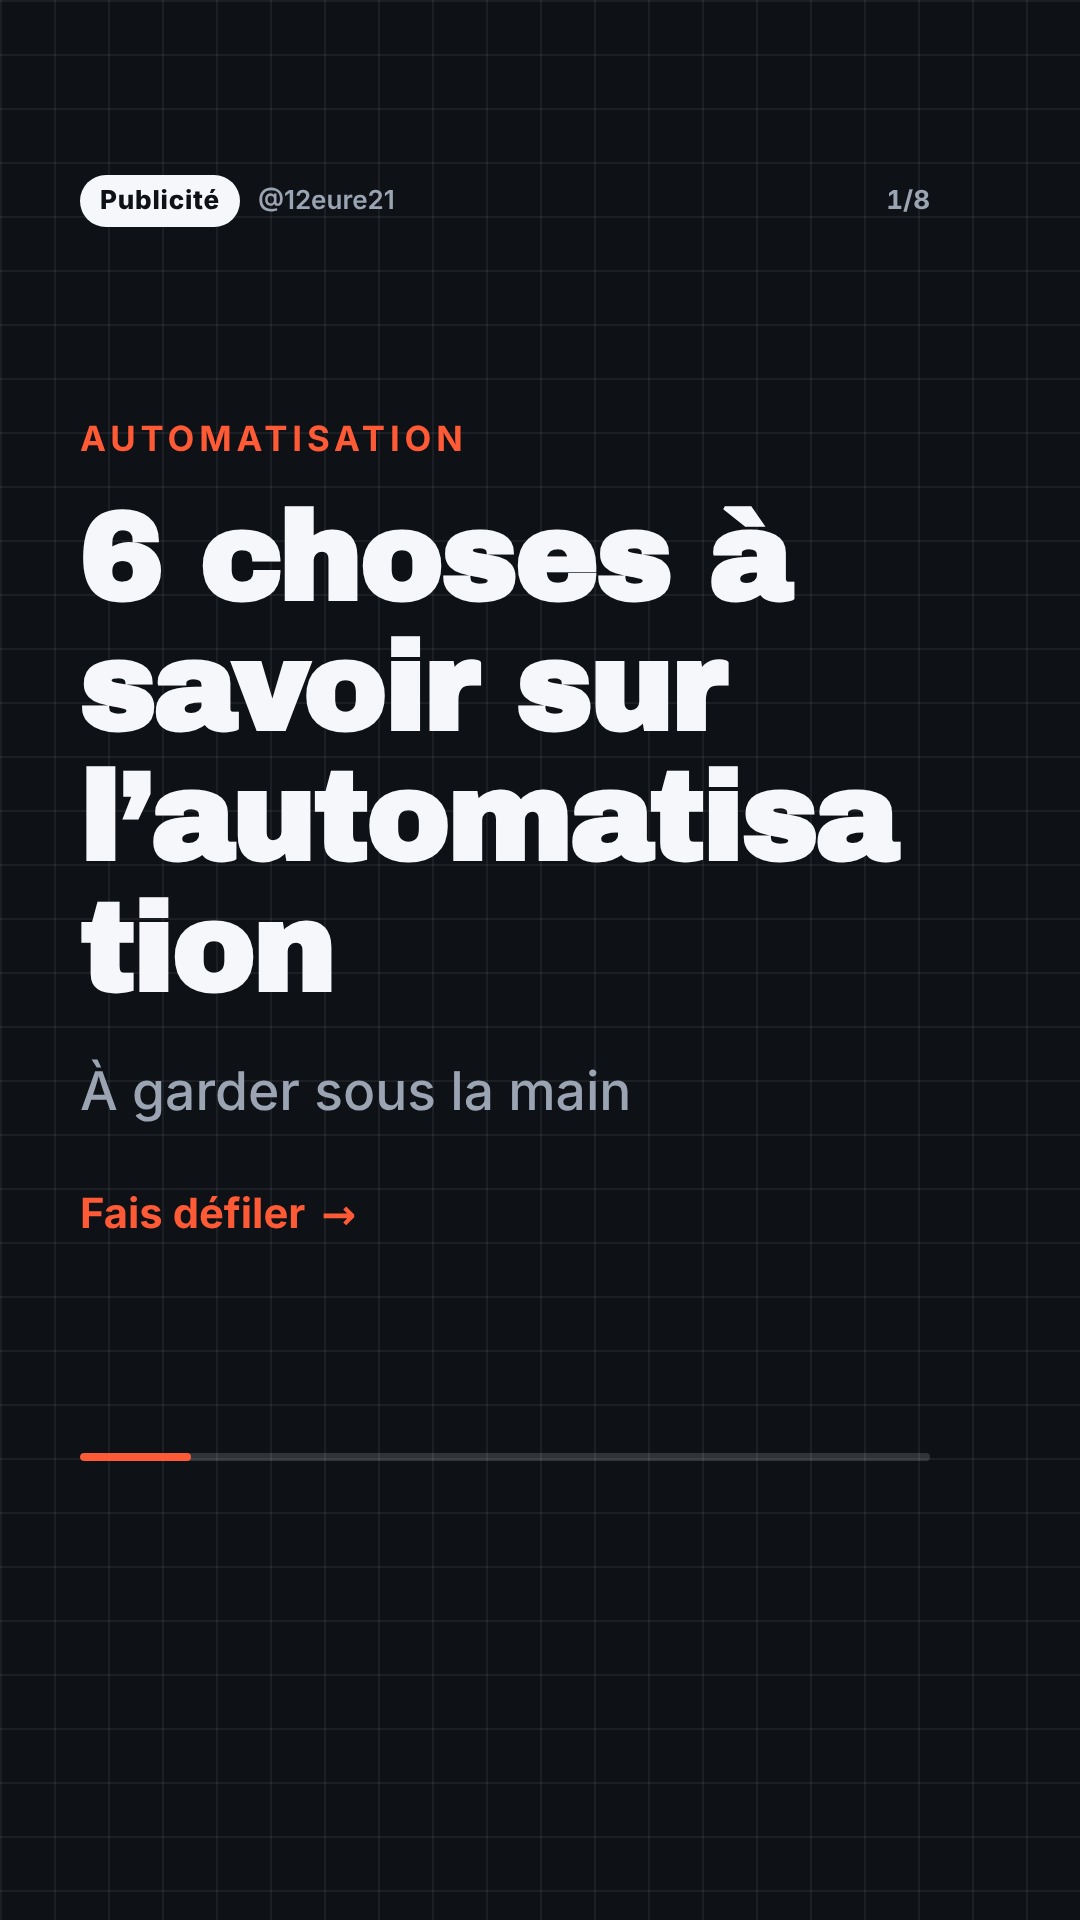 Publicité @12eure21 1/8
AUTOMATISATION
6 choses à
savoir sur
l’automatisa
tion
À garder sous la main
Fais défiler →